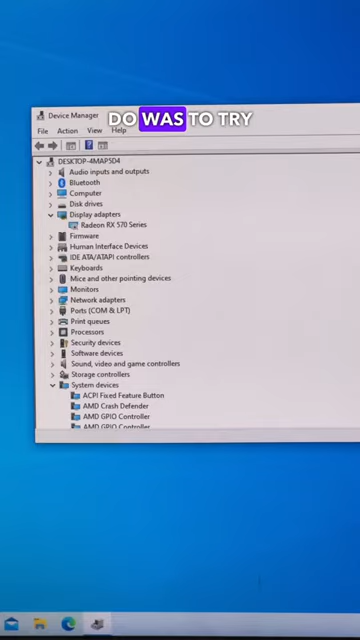 Device Manager
DO WAS TO TRY
File Action View Help
DESKTOP-4MAP5D4
Audio inputs and outputs
Bluetooth
Computer
Disk drives
Display adapters
Radeon RX 570 Series
Firmware
Human Interface Devices
IDE ATA/ATAPI controllers
Keyboards
Mice and other pointing devices
Monitors
Network adapters
Ports (COM & LPT)
Print queues
Processors
Security devices
Software devices
Sound, video and game controllers
Storage controllers
System devices
ACPI Fixed Feature Button
AMD Crash Defender
AMD GPIO Controller
AMD GPIO Controller